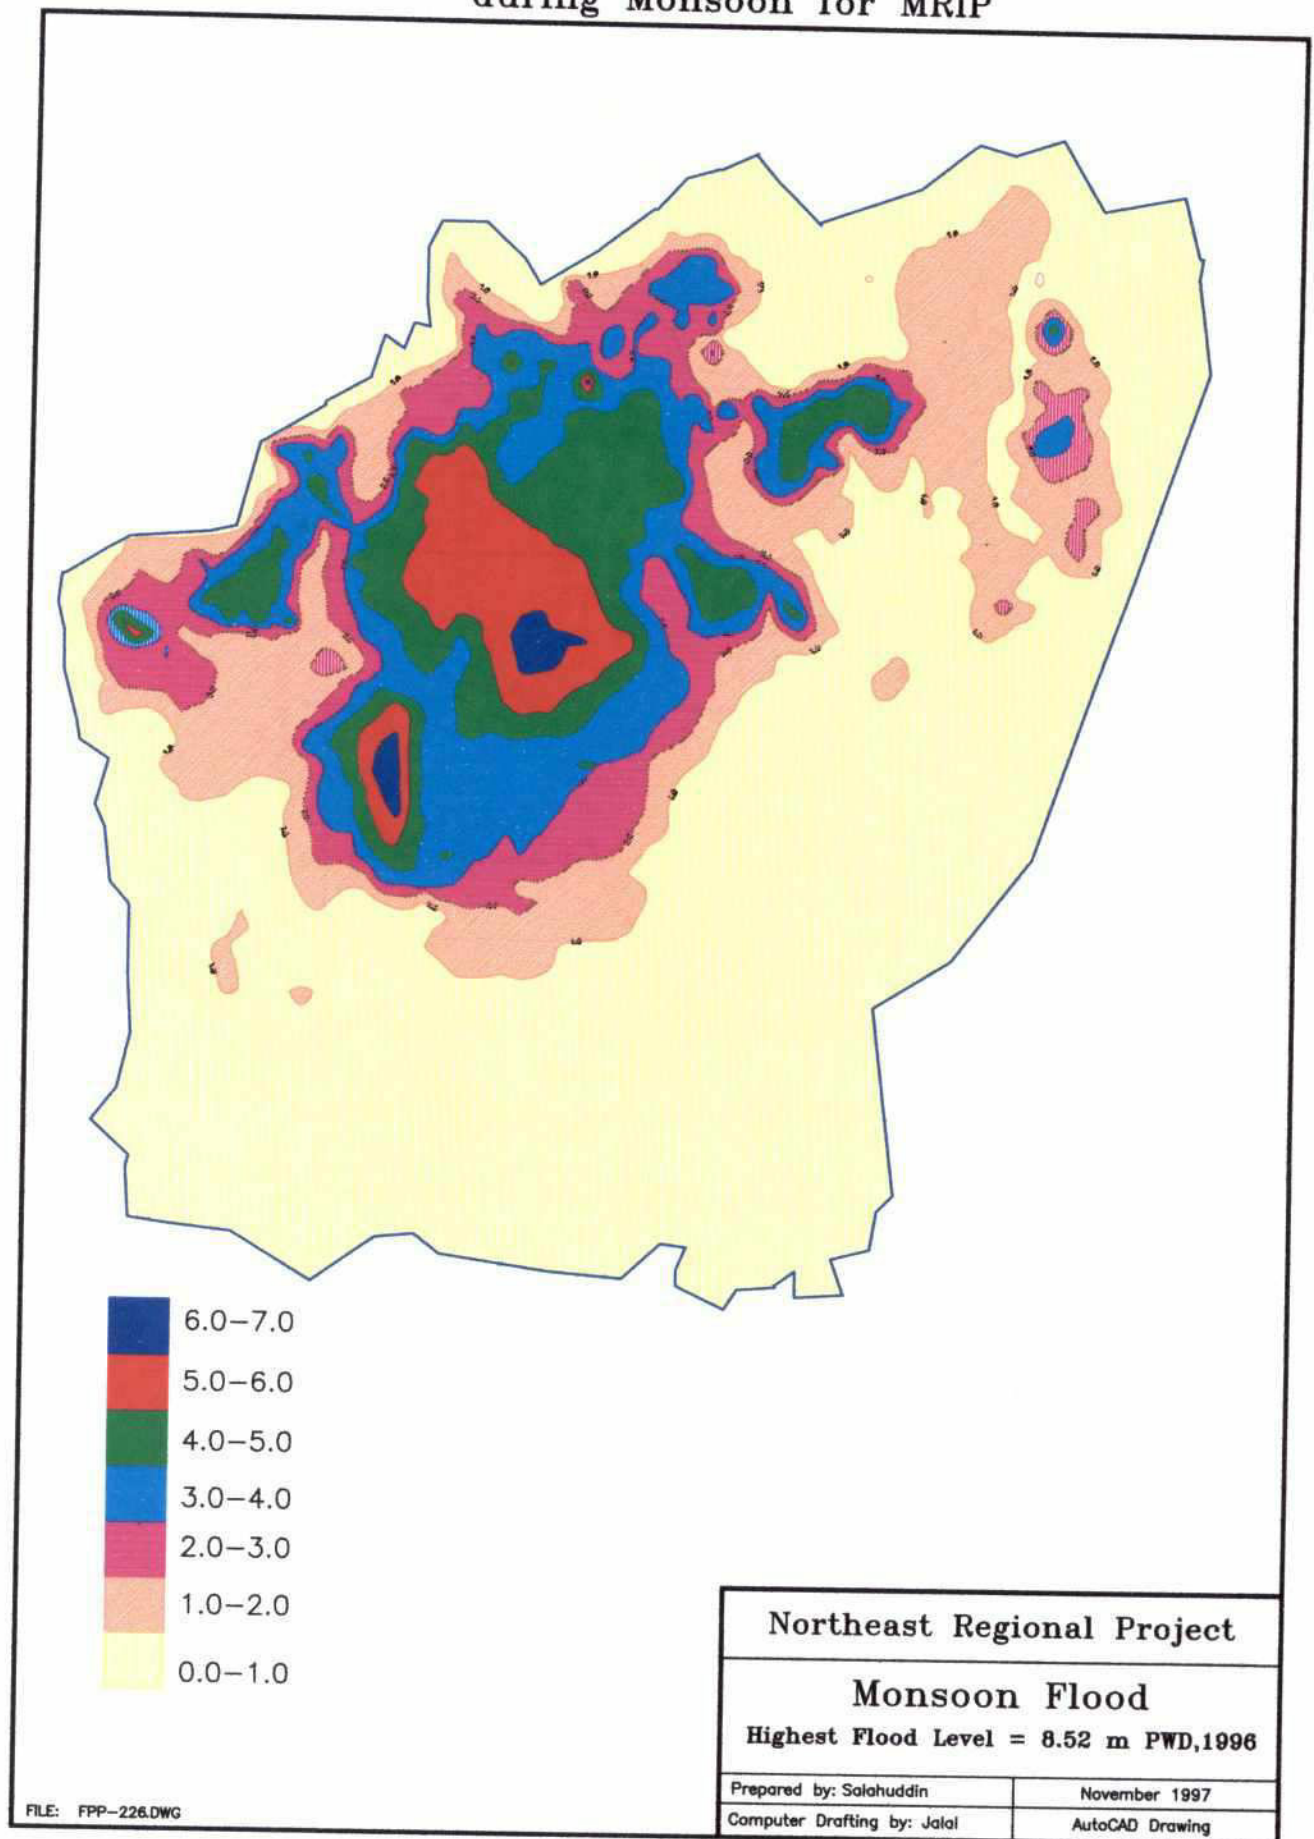 during Monsoon for MRIP
6.0–7.0
5.0–6.0
4.0–5.0
3.0–4.0
2.0–3.0
1.0–2.0
0.0–1.0
Northeast Regional Project
Monsoon Flood
Highest Flood Level = 8.52 m PWD,1996
Prepared by: Salahuddin
November 1997
Computer Drafting by: Jalal
AutoCAD Drawing
FILE: FPP–226.DWG